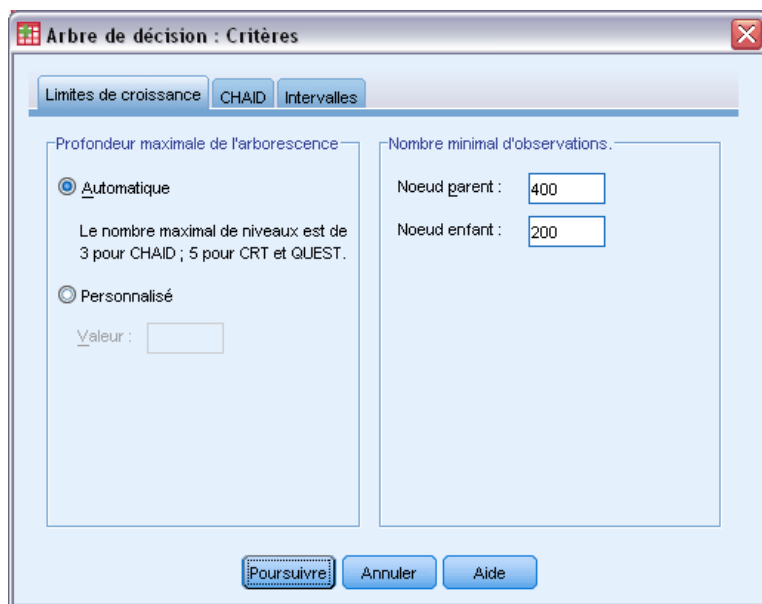 Arbre de décision : Critères
Limites de croissance CHAID Intervalles
Profondeur maximale de l'arborescence
Automatique
Le nombre maximal de niveaux est de
3 pour CHAID ; 5 pour CRT et QUEST.
Personnalisé
Valeur :
Nombre minimal d'observations.
Noeud parent : 400
Noeud enfant : 200
Poursuivre Annuler Aide